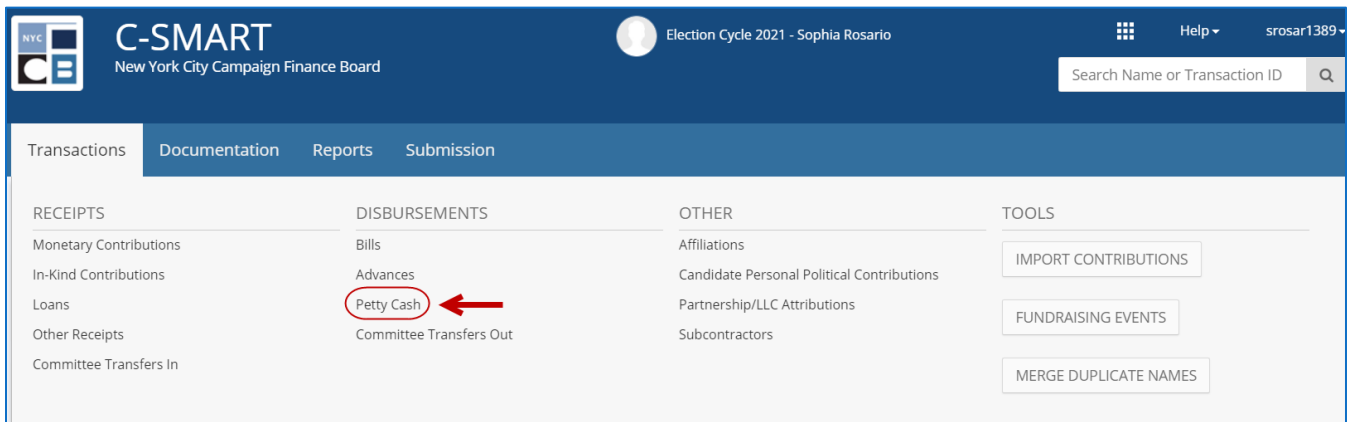 NYC
CB
C-SMART
New York City Campaign Finance Board
Election Cycle 2021 - Sophia Rosario
Help
srosar1389
Search Name or Transaction ID
Transactions
Documentation
Reports
Submission
RECEIPTS
Monetary Contributions
In-Kind Contributions
Loans
Other Receipts
Committee Transfers In
DISBURSEMENTS
Bills
Advances
Petty Cash
Committee Transfers Out
OTHER
Affiliations
Candidate Personal Political Contributions
Partnership/LLC Attributions
Subcontractors
TOOLS
IMPORT CONTRIBUTIONS
FUNDRAISING EVENTS
MERGE DUPLICATE NAMES